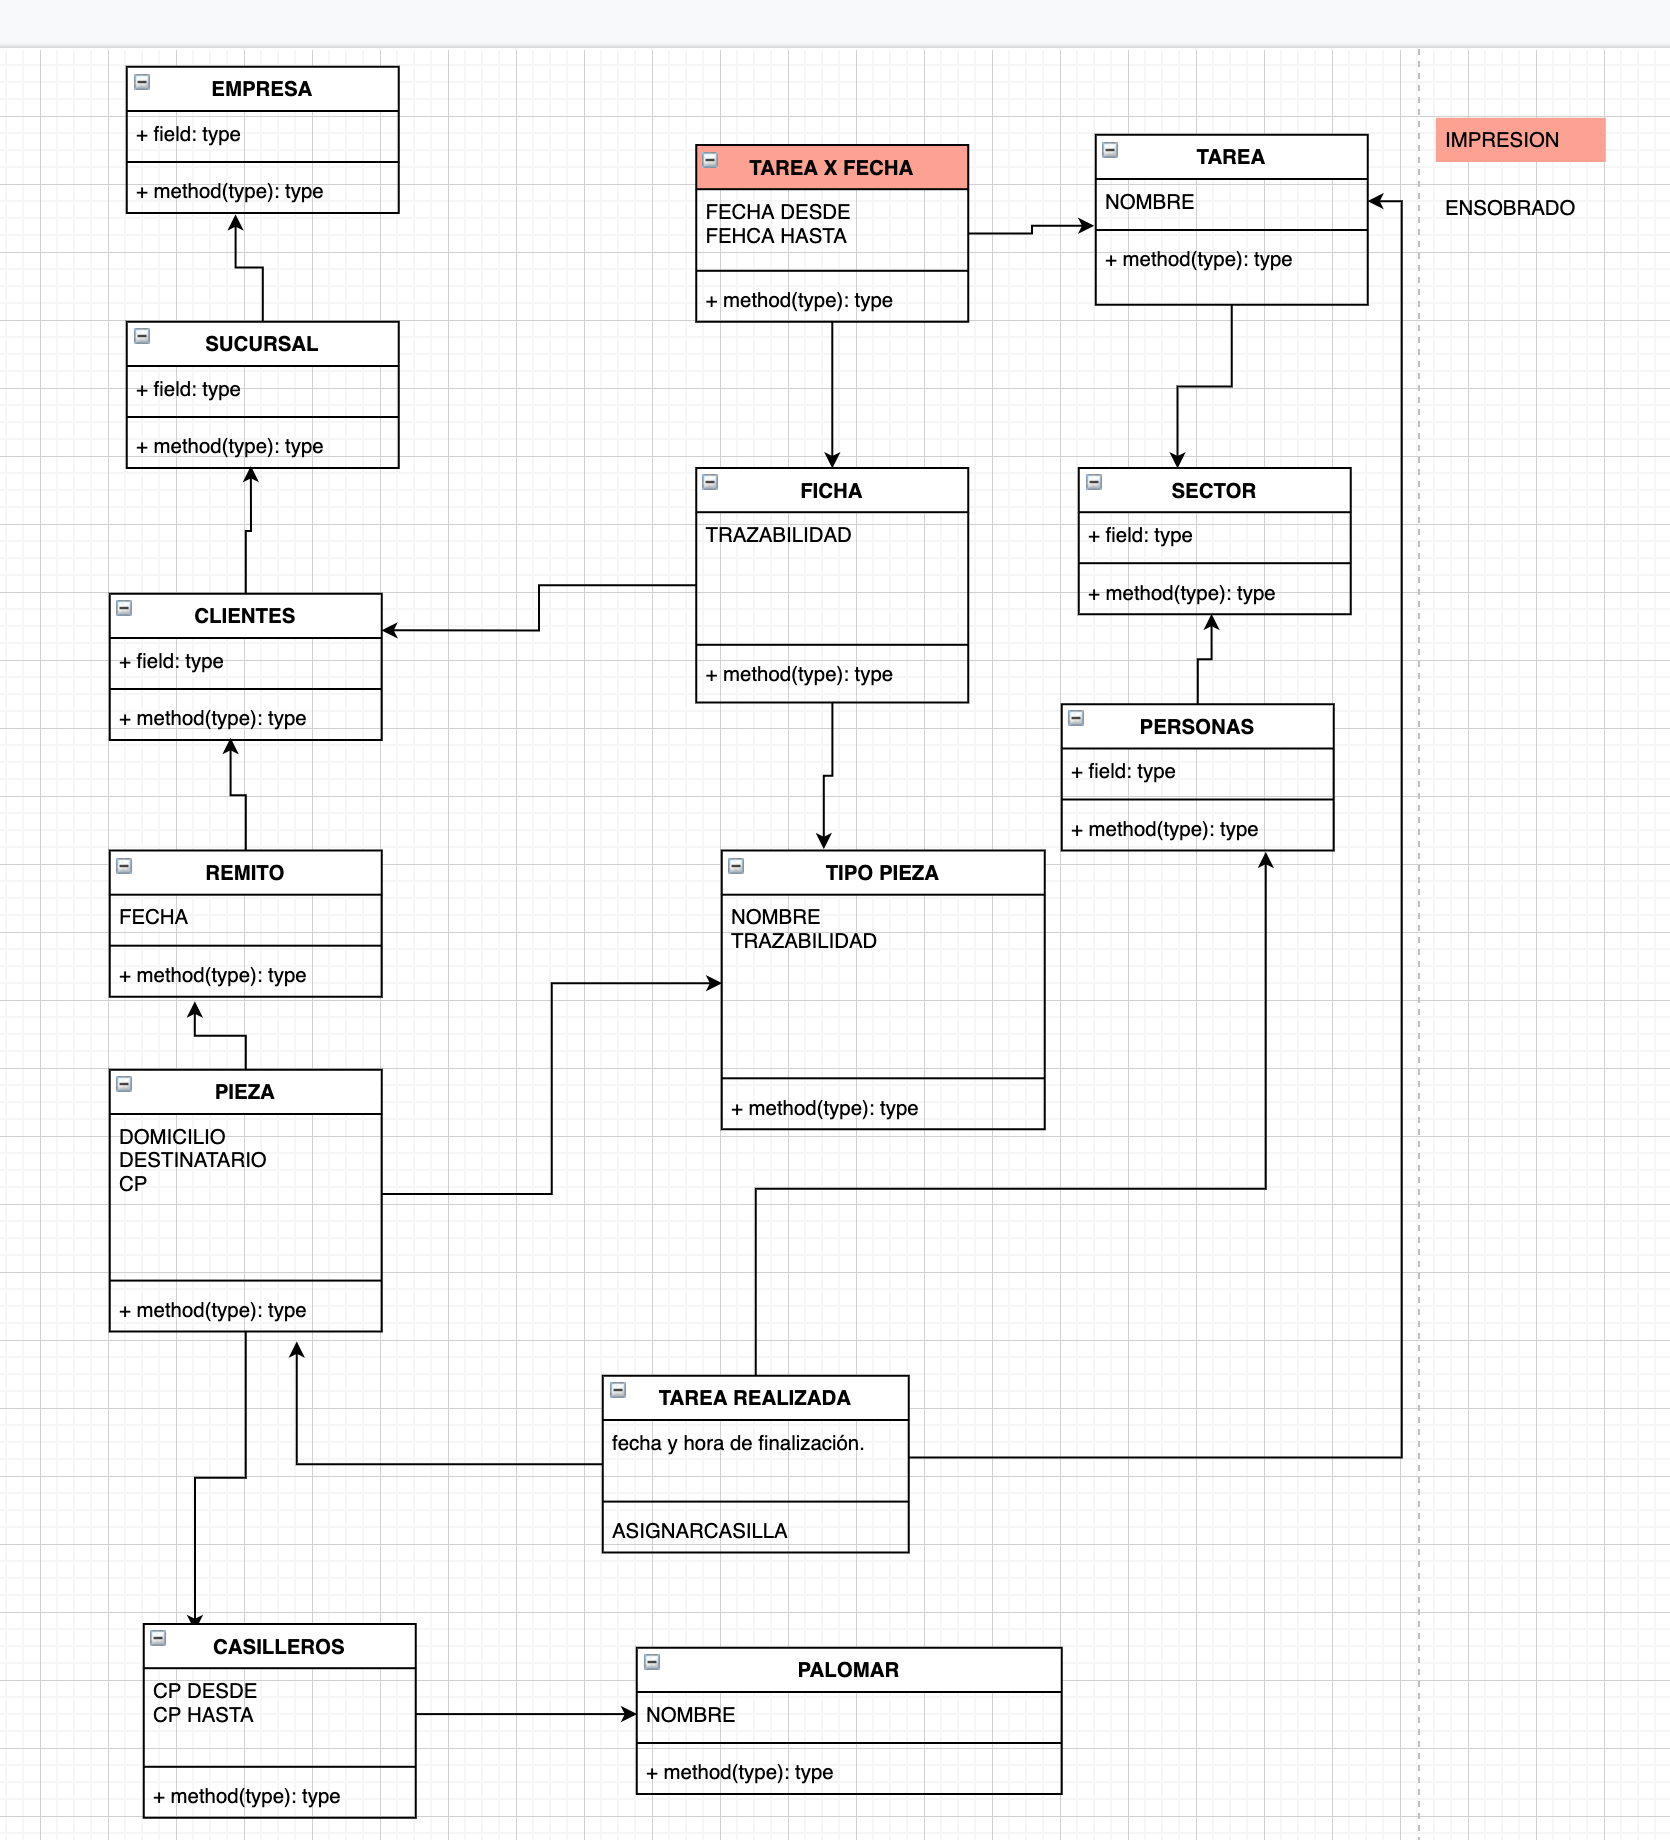 EMPRESA
+ field: type
+ method(type): type
SUCURSAL
+ field: type
+ method(type): type
CLIENTES
+ field: type
+ method(type): type
REMITO
FECHA
+ method(type): type
PIEZA
DOMICILIO
DESTINATARIO
CP
+ method(type): type
CASILLEROS
CP DESDE
CP HASTA
+ method(type): type
TAREA X FECHA
FECHA DESDE
FEHCA HASTA
+ method(type): type
FICHA
TRAZABILIDAD
+ method(type): type
TIPO PIEZA
NOMBRE
TRAZABILIDAD
+ method(type): type
TAREA REALIZADA
fecha y hora de finalización.
ASIGNARCASILLA
PALOMAR
NOMBRE
+ method(type): type
TAREA
NOMBRE
+ method(type): type
SECTOR
+ field: type
+ method(type): type
PERSONAS
+ field: type
+ method(type): type
IMPRESION
ENSOBRADO